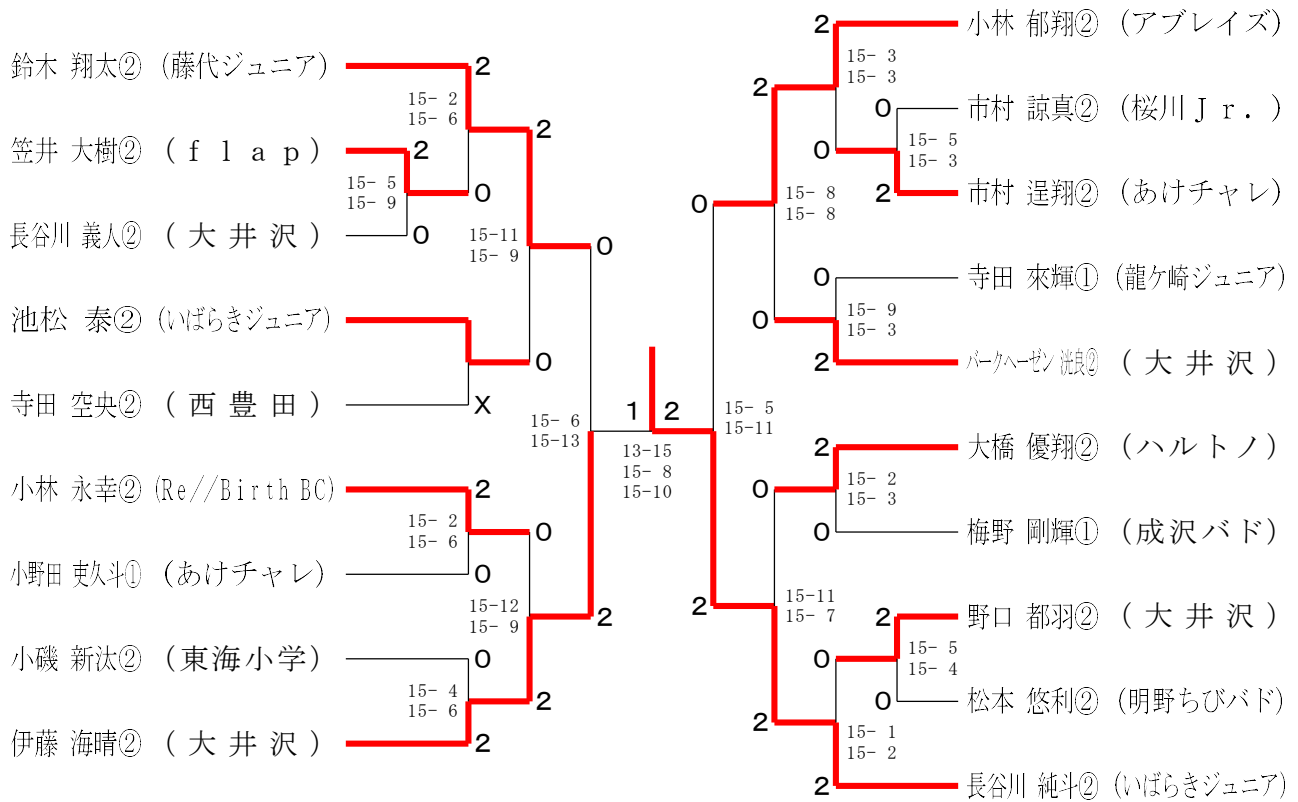 鈴木 翔太② (藤代ジュニア)
2
15- 2
15- 6
2
笠井 大樹② (ｆｌａｐ)
2
15- 5
15- 9
0
長谷川 義人② (大井沢)
0
15-11
15- 9
0
池松 泰② (いばらきジュニア)
0
寺田 空央② (西豊田)
X
15- 6
15-13
小林 永幸② (Re//Birth BC)
2
15- 2
15- 6
0
小野田 吏久斗① (あけチャレ)
0
15-12
15- 9
2
小磯 新汰② (東海小学)
0
15- 4
15- 6
2
伊藤 海晴② (大井沢)
2
1 2
13-15
15- 8
15-10
2 小林 郁翔② (アブレイズ)
15- 3
15- 3
2
0 市村 諒真② (桜川Ｊｒ.)
15- 5
15- 3
0
2 市村 逞翔② (あけチャレ)
15- 8
15- 8
0
0 寺田 來輝① (龍ケ崎ジュニア)
15- 9
15- 3
0
2 バークヘーゼン 洸良② (大井沢)
15- 5
15-11
2 大橋 優翔② (ハルトノ)
15- 2
15- 3
0
0 梅野 剛輝① (成沢バド)
15-11
15- 7
2
2 野口 都羽② (大井沢)
15- 5
15- 4
0
0 松本 悠利② (明野ちびバド)
15- 1
15- 2
2
2 長谷川 純斗② (いばらきジュニア)